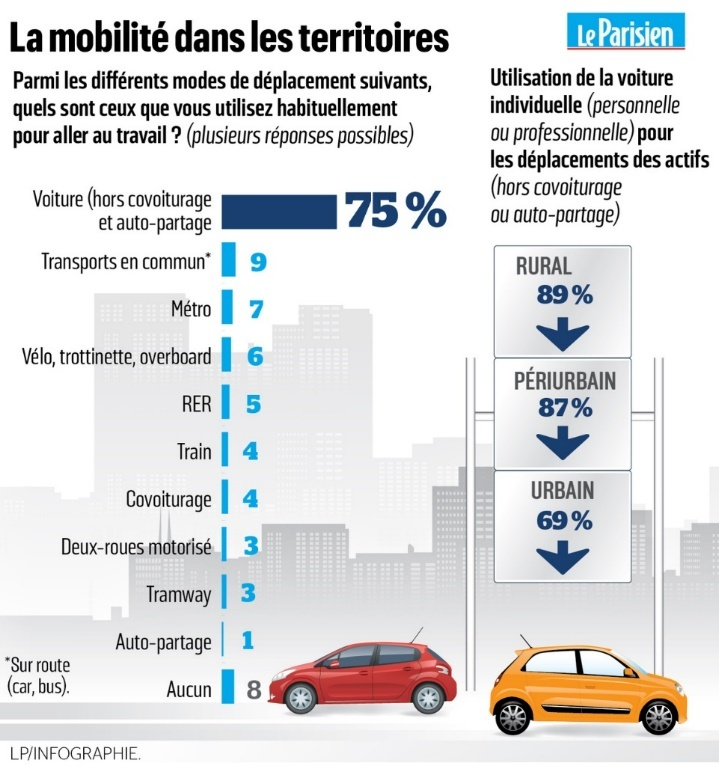 La mobilité dans les territoires
Le Parisien
Parmi les différents modes de déplacement suivants,
quels sont ceux que vous utilisez habituellement
pour aller au travail ? (plusieurs réponses possibles)
Voiture (hors covoiturage
et auto-partage
75 %
Transports en commun* 9
Métro 7
Vélo, trottinette, overboard 6
RER 5
Train 4
Covoiturage 4
Deux-roues motorisé 3
Tramway 3
Auto-partage 1
Aucun 8
*Sur route
(car, bus).
Utilisation de la voiture
individuelle (personnelle
ou professionnelle) pour
les déplacements des actifs
(hors covoiturage
ou auto-partage)
RURAL
89 %
PÉRIURBAIN
87 %
URBAIN
69 %
LP/INFOGRAPHIE.